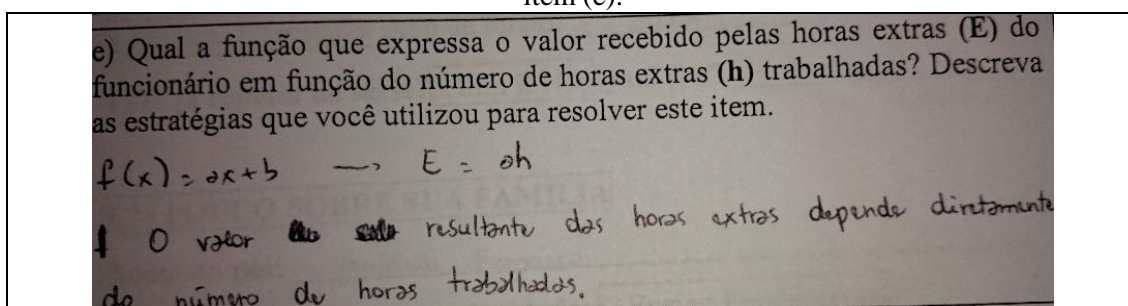 item (e).
e) Qual a função que expressa o valor recebido pelas horas extras (E) do
funcionário em função do número de horas extras (h) trabalhadas? Descreva
as estratégias que você utilizou para resolver este item.
f(x) = ax + b → E = ah
O valor resultante das horas extras depende diretamente
do número de horas trabalhadas.